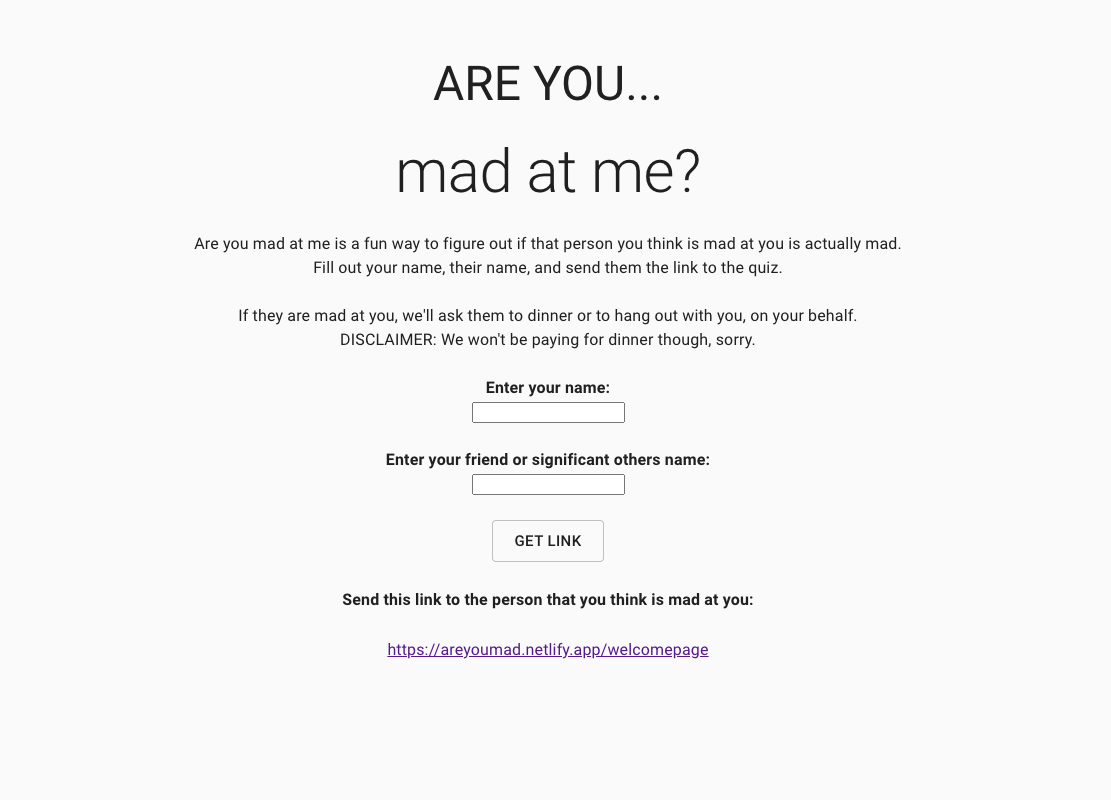 ARE YOU...
mad at me?
Are you mad at me is a fun way to figure out if that person you think is mad at you is actually mad.
Fill out your name, their name, and send them the link to the quiz.
If they are mad at you, we'll ask them to dinner or to hang out with you, on your behalf.
DISCLAIMER: We won't be paying for dinner though, sorry.
Enter your name:
Enter your friend or significant others name:
GET LINK
Send this link to the person that you think is mad at you:
https://areyoumad.netlify.app/welcomepage